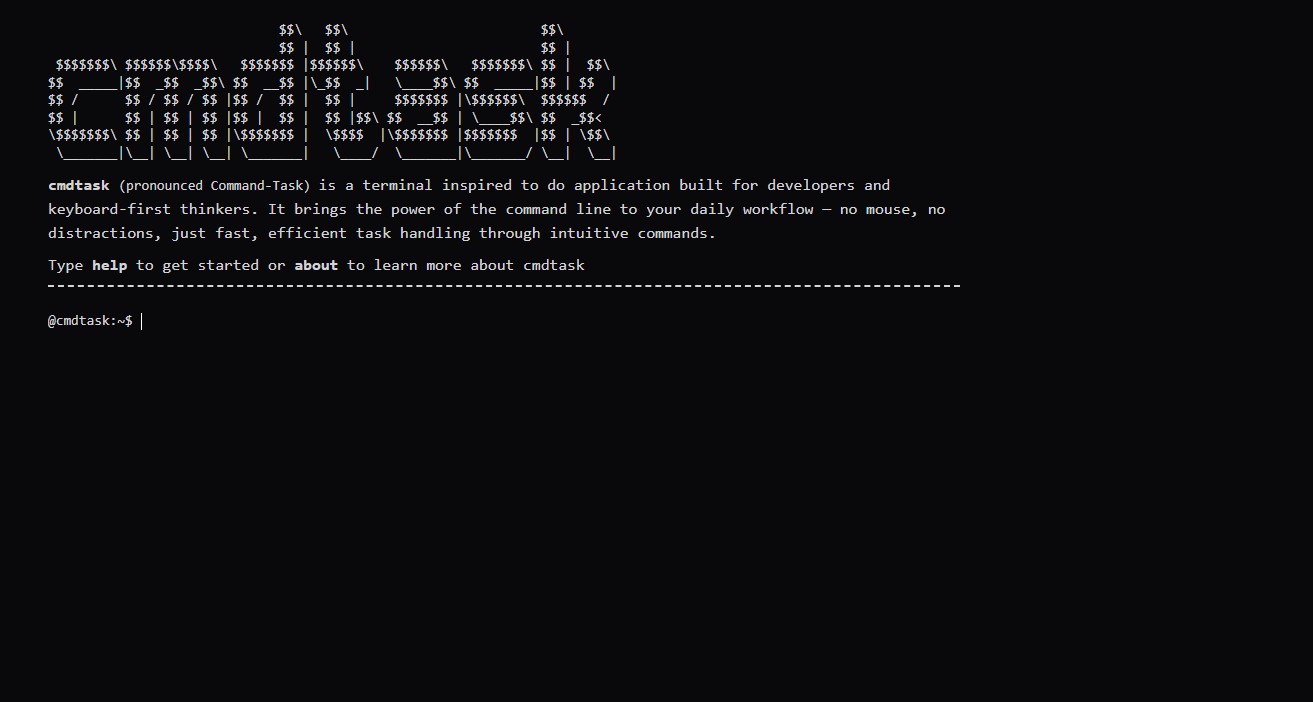 $$\   $$\                         $$\
                              $$ |  $$ |                        $$ |
 $$$$$$$\ $$$$$$\$$$$\   $$$$$$$ |$$$$$$\    $$$$$$\   $$$$$$$\ $$ |  $$\
$$  _____|$$  _$$  _$$\ $$  __$$ |\_$$  _|   \____$$\ $$  _____|$$ | $$  |
$$ /      $$ / $$ / $$ |$$ /  $$ |  $$ |     $$$$$$$ |\$$$$$$\  $$$$$$  /
$$ |      $$ | $$ | $$ |$$ |  $$ |  $$ |$$\ $$  __$$ | \____$$\ $$  _$$<
\$$$$$$$\ $$ | $$ | $$ |\$$$$$$$ |  \$$$$  |\$$$$$$$ |$$$$$$$  |$$ | \$$\
 \_______|\__| \__| \__| \_______|   \____/  \_______|\_______/ \__|  \__|
cmdtask (pronounced Command-Task) is a terminal inspired to do application built for developers and
keyboard-first thinkers. It brings the power of the command line to your daily workflow — no mouse, no
distractions, just fast, efficient task handling through intuitive commands.
Type help to get started or about to learn more about cmdtask
@cmdtask:~$